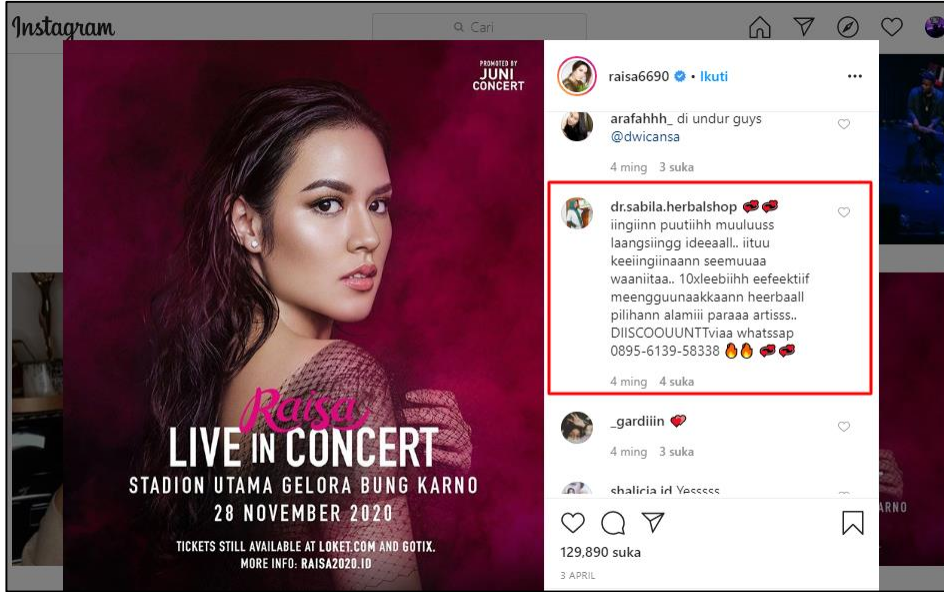 Instagram
Cari
PROMOTED BY
JUNI
CONCERT
Raisa
LIVE IN CONCERT
STADION UTAMA GELORA BUNG KARNO
28 NOVEMBER 2020
TICKETS STILL AVAILABLE AT LOKET.COM AND GOTIX.
MORE INFO: RAISA2020.ID
raisa6690 • Ikuti
arafahhh_ di undur guys
@dwicansa
4 ming 3 suka
dr.sabila.herbalshop 💞 💞
iingiinn puutiihh muuluuss
laangsiingg ideeaall.. iituu
keeiingiinaann seemuuaa
waaniitaa.. 10xleebiihh eefeektiif
meengguunaakkaann heerbaall
pilihann alamiii paraaa artisss..
DIISCOOUUNTTviaa whatssap
0895-6139-58338 🔥🔥 💞 💞
4 ming 4 suka
_gardiiin 💕
4 ming 3 suka
shalicia.id Yesssss
129,890 suka
3 APRIL
ARNO